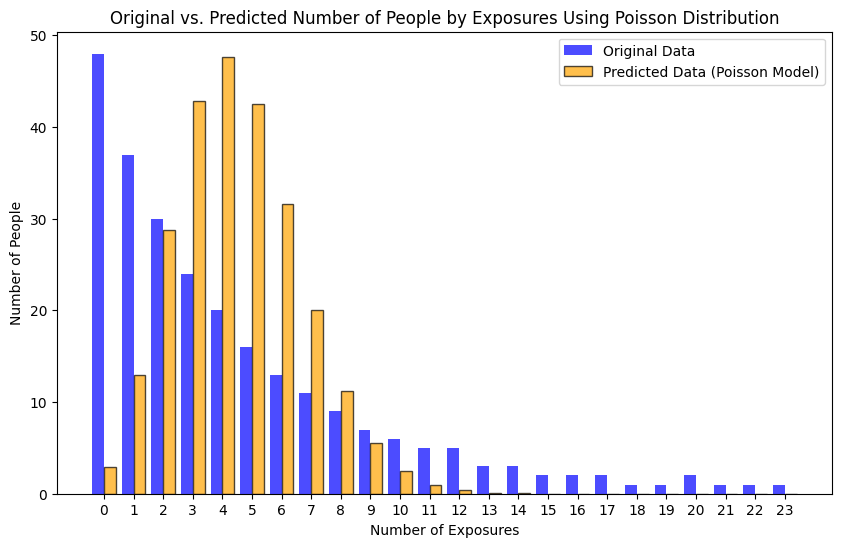 Original vs. Predicted Number of People by Exposures Using Poisson Distribution
Original Data
Predicted Data (Poisson Model)
Number of People
50
40
30
20
10
0
0 1 2 3 4 5 6 7 8 9 10 11 12 13 14 15 16 17 18 19 20 21 22 23
Number of Exposures